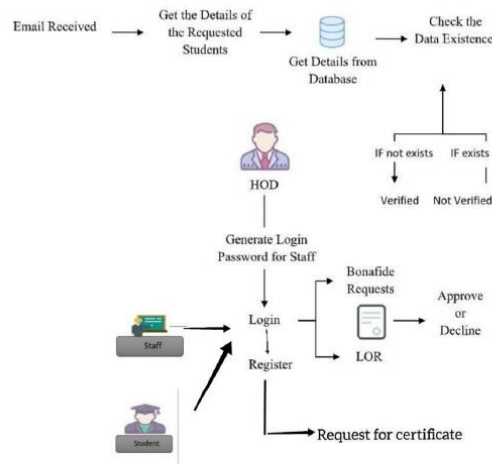 Email Received
Get the Details of
the Requested
Students
Get Details from
Database
Check the
Data Existence
IF not exists
IF exists
Verified
Not Verified
HOD
Generate Login
Password for Staff
Bonafide
Requests
Approve
or
Decline
Staff
Login
LOR
Register
Student
Request for certificate